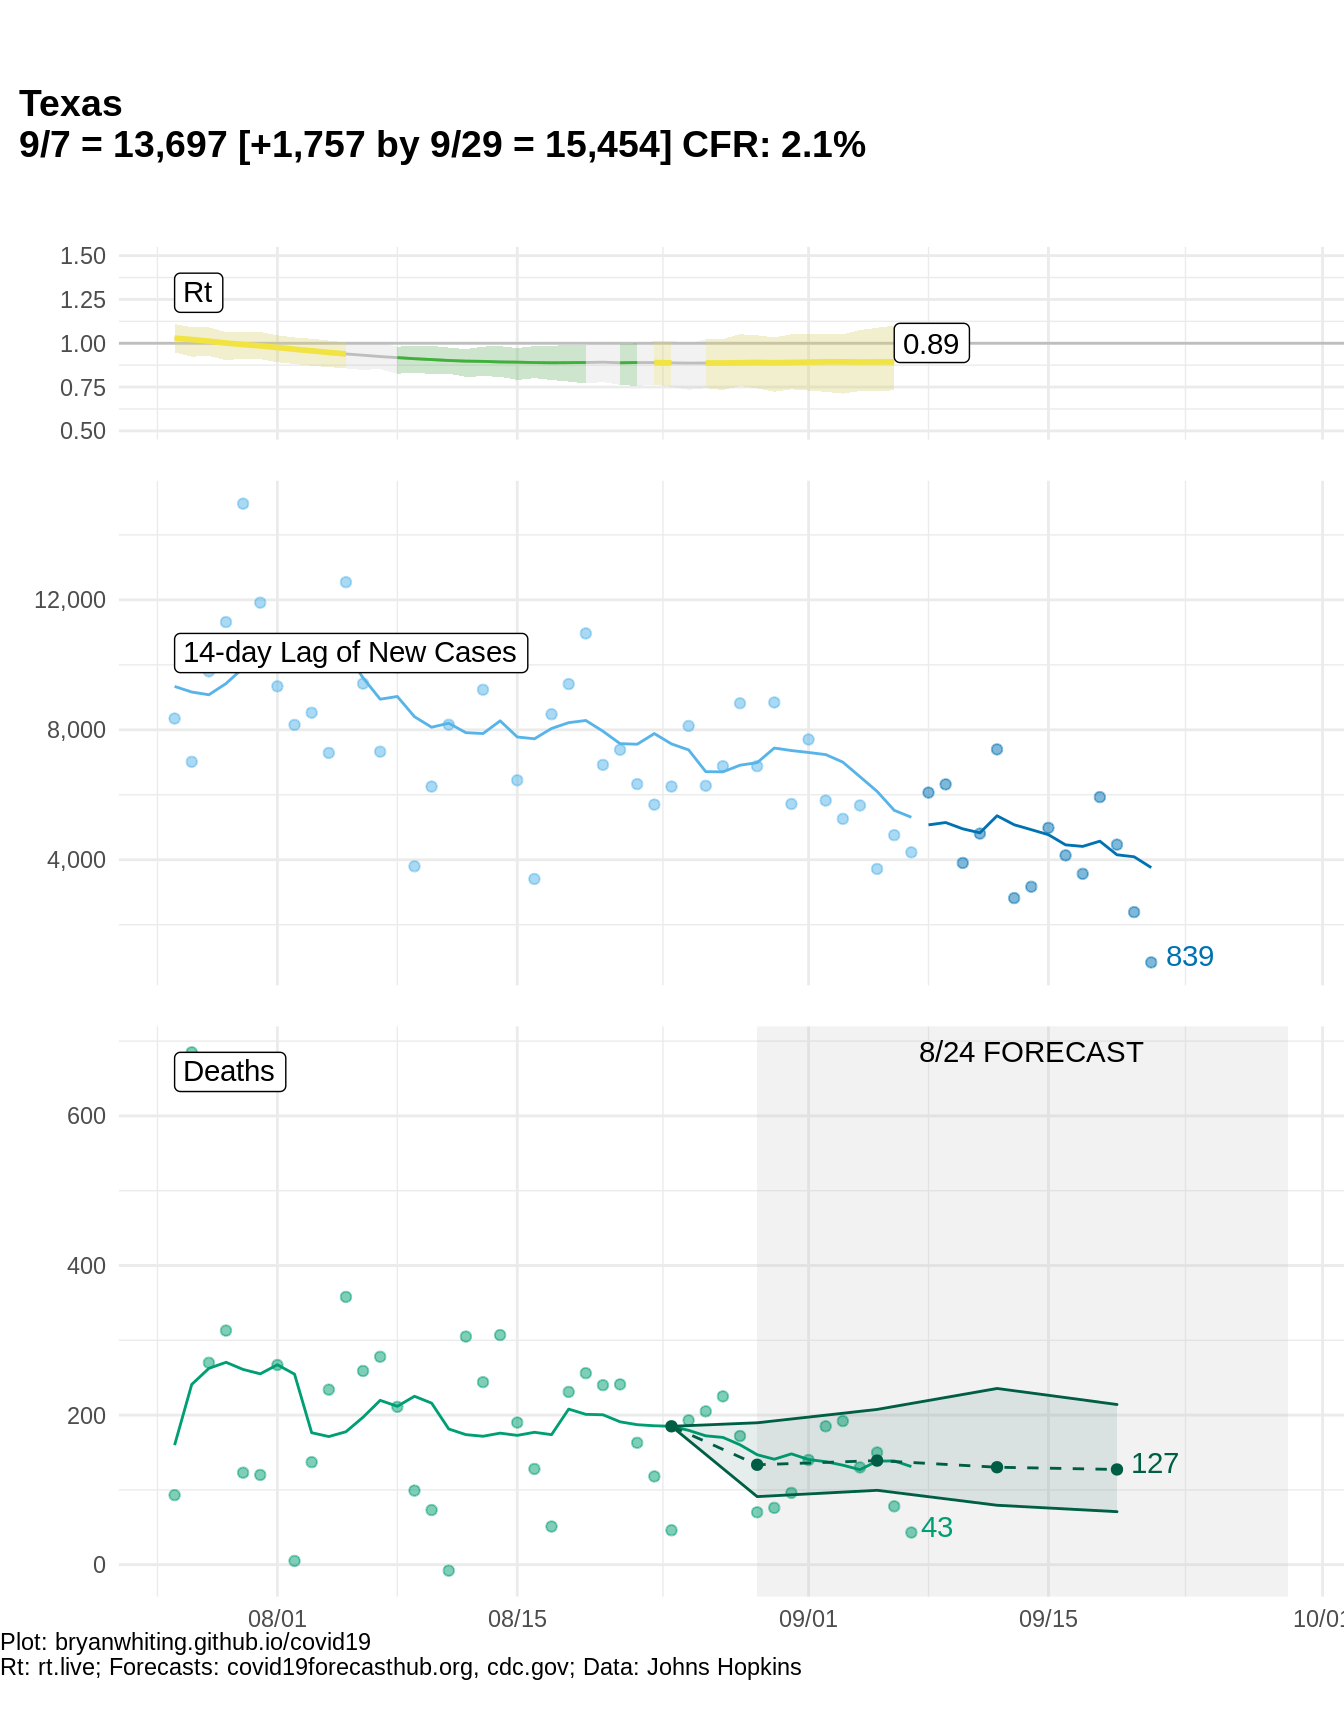 Texas
9/7 = 13,697 [+1,757 by 9/29 = 15,454] CFR: 2.1%
1.50
1.25
1.00
0.75
0.50
Rt
0.89
12,000
8,000
4,000
14-day Lag of New Cases
839
600
400
200
0
Deaths
8/24 FORECAST
127
43
08/01
08/15
09/01
09/15
10/01
Plot: bryanwhiting.github.io/covid19
Rt: rt.live; Forecasts: covid19forecasthub.org, cdc.gov; Data: Johns Hopkins